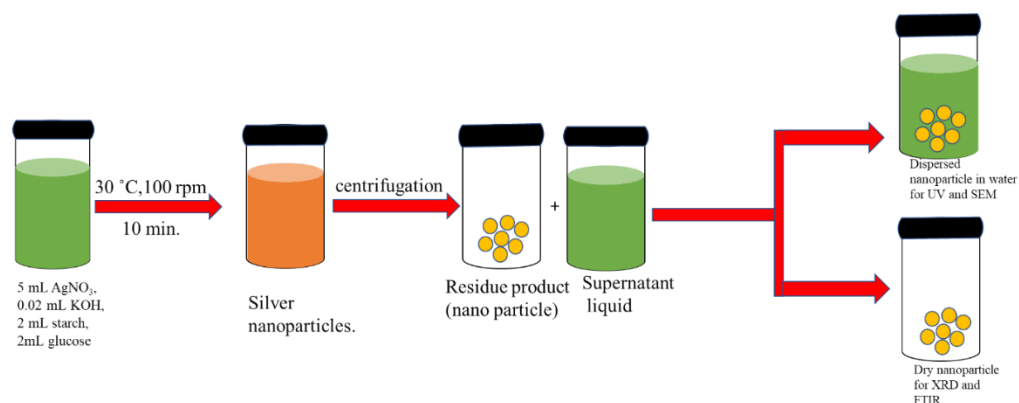 5 mL AgNO₃,
0.02 mL KOH,
2 mL starch,
2mL glucose
30 ˚C,100 rpm
10 min.
Silver
nanoparticles.
centrifugation
Residue product
(nano particle)
+
Supernatant
liquid
Dispersed
nanoparticle in water
for UV and SEM
Dry nanoparticle
for XRD and
FTIR